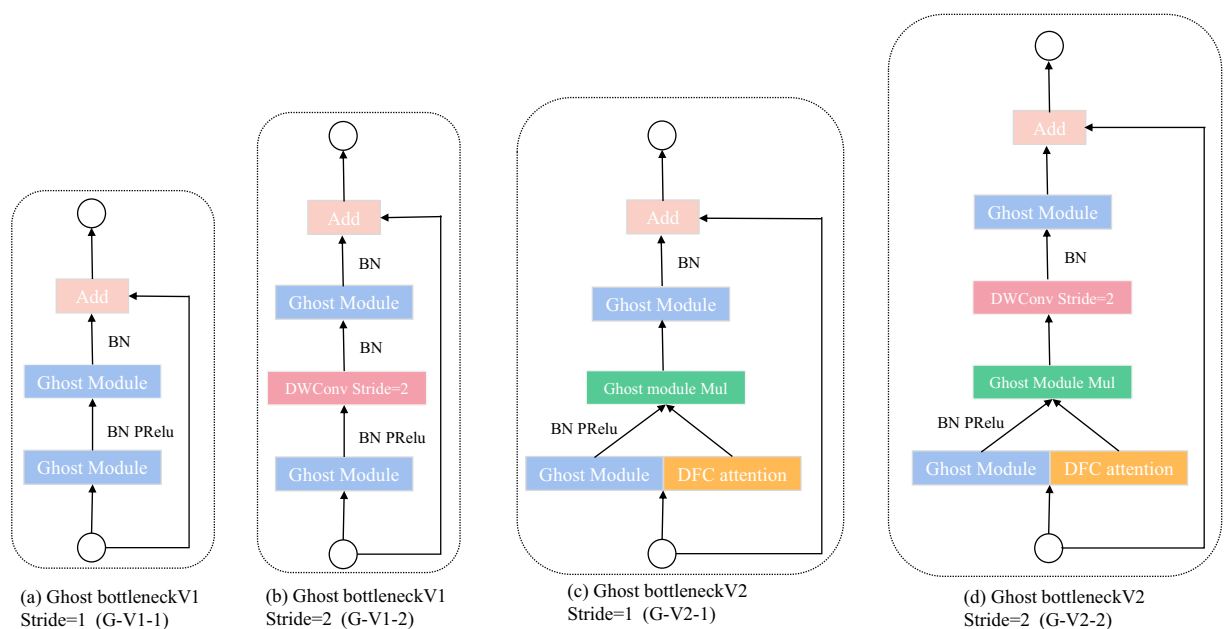 Add
BN
Ghost Module
BN PRelu
Ghost Module
(a) Ghost bottleneckV1
Stride=1 (G-V1-1)
Add
BN
Ghost Module
BN
DWConv Stride=2
BN PRelu
Ghost Module
(b) Ghost bottleneckV1
Stride=2 (G-V1-2)
Add
BN
Ghost Module
Ghost module Mul
BN PRelu
Ghost Module DFC attention
(c) Ghost bottleneckV2
Stride=1 (G-V2-1)
Add
Ghost Module
BN
DWConv Stride=2
Ghost Module Mul
BN PRelu
Ghost Module DFC attention
(d) Ghost bottleneckV2
Stride=2 (G-V2-2)